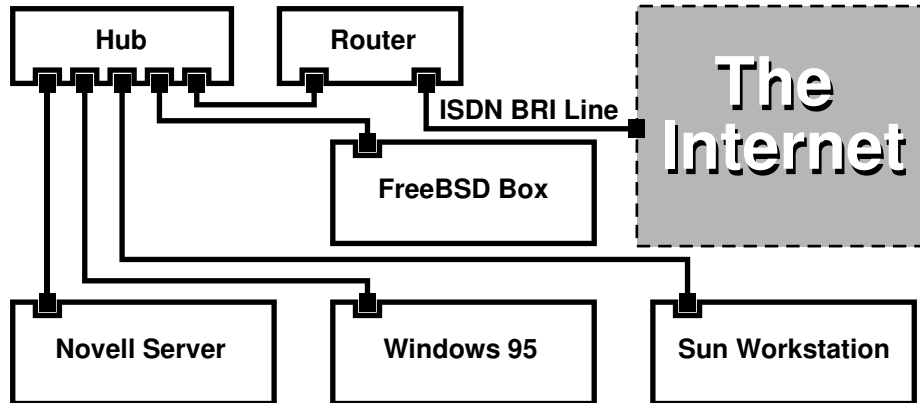 Hub
Router
The
Internet
ISDN BRI Line
FreeBSD Box
Novell Server
Windows 95
Sun Workstation